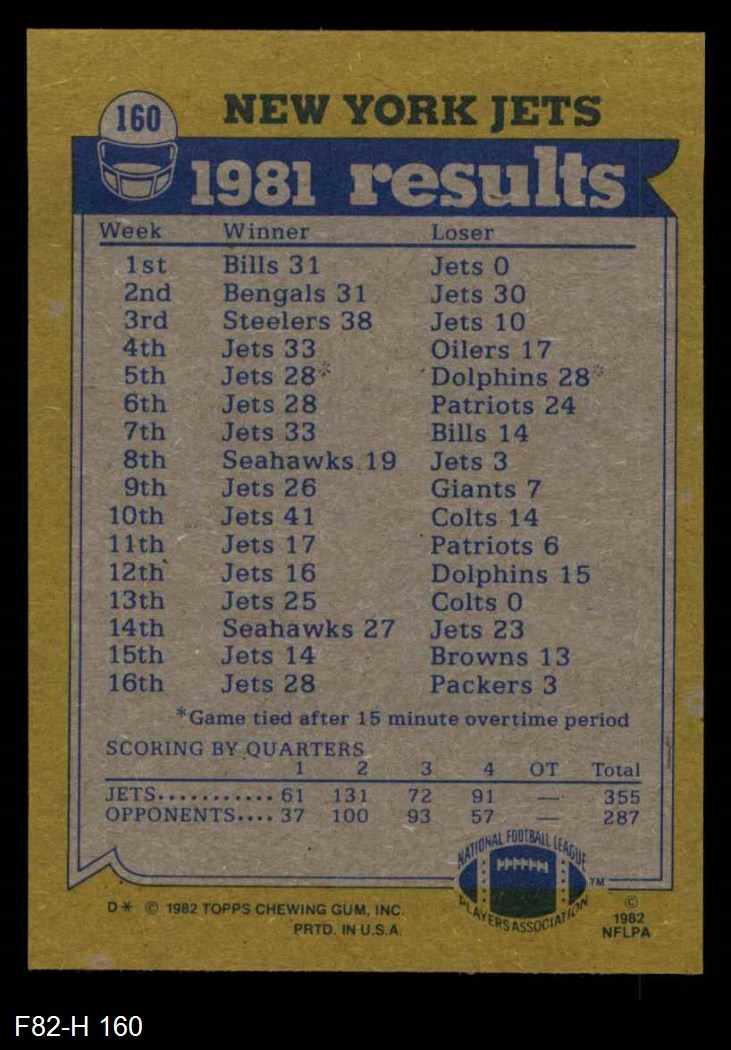 160
NEW YORK JETS
1981 results
Week Winner Loser
1st Bills 31 Jets 0
2nd Bengals 31 Jets 30
3rd Steelers 38 Jets 10
4th Jets 33 Oilers 17
5th Jets 28* Dolphins 28*
6th Jets 28 Patriots 24
7th Jets 33 Bills 14
8th Seahawks 19 Jets 3
9th Jets 26 Giants 7
10th Jets 41 Colts 14
11th Jets 17 Patriots 6
12th Jets 16 Dolphins 15
13th Jets 25 Colts 0
14th Seahawks 27 Jets 23
15th Jets 14 Browns 13
16th Jets 28 Packers 3
*Game tied after 15 minute overtime period
SCORING BY QUARTERS
1 2 3 4 OT Total
JETS........... 61 131 72 91 — 355
OPPONENTS.... 37 100 93 57 — 287
NATIONAL FOOTBALL LEAGUE
PLAYERS ASSOCIATION
TM
D* © 1982 TOPPS CHEWING GUM, INC.
PRTD. IN U.S.A.
©
1982
NFLPA
F82-H 160